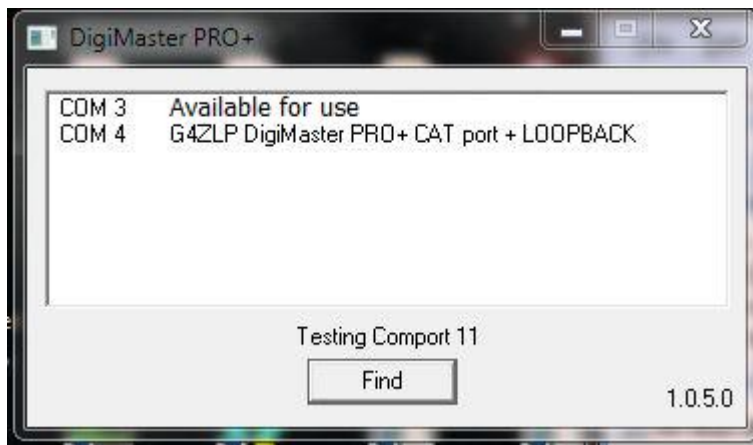 DigiMaster PRO+
COM 3 Available for use
COM 4 G4ZLP DigiMaster PRO+ CAT port + LOOPBACK
Testing Comport 11
Find
1.0.5.0